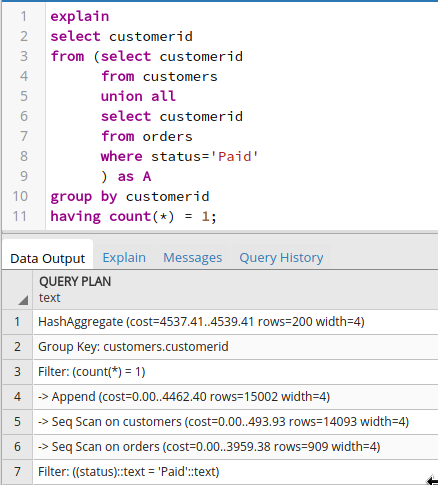 1 explain
2 select customerid
3 from (select customerid
4 from customers
5 union all
6 select customerid
7 from orders
8 where status='Paid'
9 ) as A
10 group by customerid
11 having count(*) = 1;
Data Output Explain Messages Query History
QUERY PLAN
text
1 HashAggregate (cost=4537.41..4539.41 rows=200 width=4)
2 Group Key: customers.customerid
3 Filter: (count(*) = 1)
4 -> Append (cost=0.00..4462.40 rows=15002 width=4)
5 -> Seq Scan on customers (cost=0.00..493.93 rows=14093 width=4)
6 -> Seq Scan on orders (cost=0.00..3959.38 rows=909 width=4)
7 Filter: ((status)::text = 'Paid'::text)